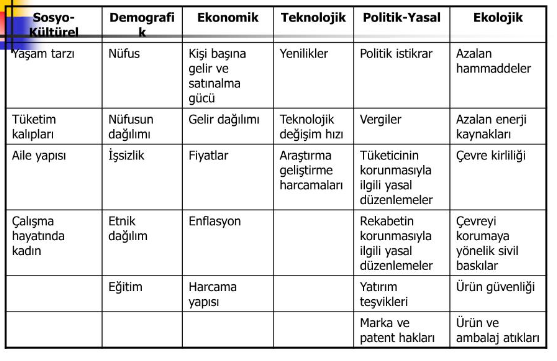 Sosyo-
Kültürel
Demografi
k
Ekonomik
Teknolojik
Politik-Yasal
Ekolojik
Yaşam tarzı
Nüfus
Kişi başına
gelir ve
satınalma
gücü
Yenilikler
Politik istikrar
Azalan
hammaddeler
Tüketim
kalıpları
Nüfusun
dağılımı
Gelir dağılımı
Teknolojik
değişim hızı
Vergiler
Azalan enerji
kaynakları
Aile yapısı
İşsizlik
Fiyatlar
Araştırma
geliştirme
harcamaları
Tüketicinin
korunmasıyla
ilgili yasal
düzenlemeler
Çevre kirliliği
Çalışma
hayatında
kadın
Etnik
dağılım
Enflasyon
Rekabetin
korunmasıyla
ilgili yasal
düzenlemeler
Çevreyi
korumaya
yönelik sivil
baskılar
Eğitim
Harcama
yapısı
Yatırım
teşvikleri
Ürün güvenliği
Marka ve
patent hakları
Ürün ve
ambalaj atıkları